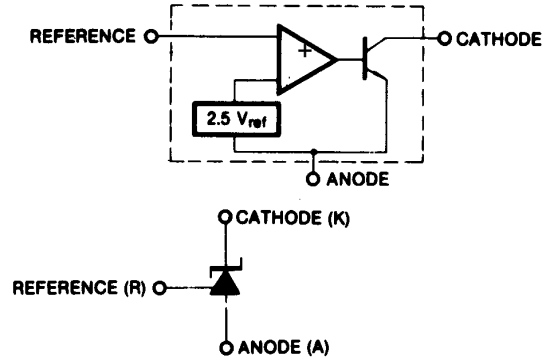 REFERENCE
CATHODE
+
2.5 Vref
ANODE
CATHODE (K)
REFERENCE (R)
ANODE (A)